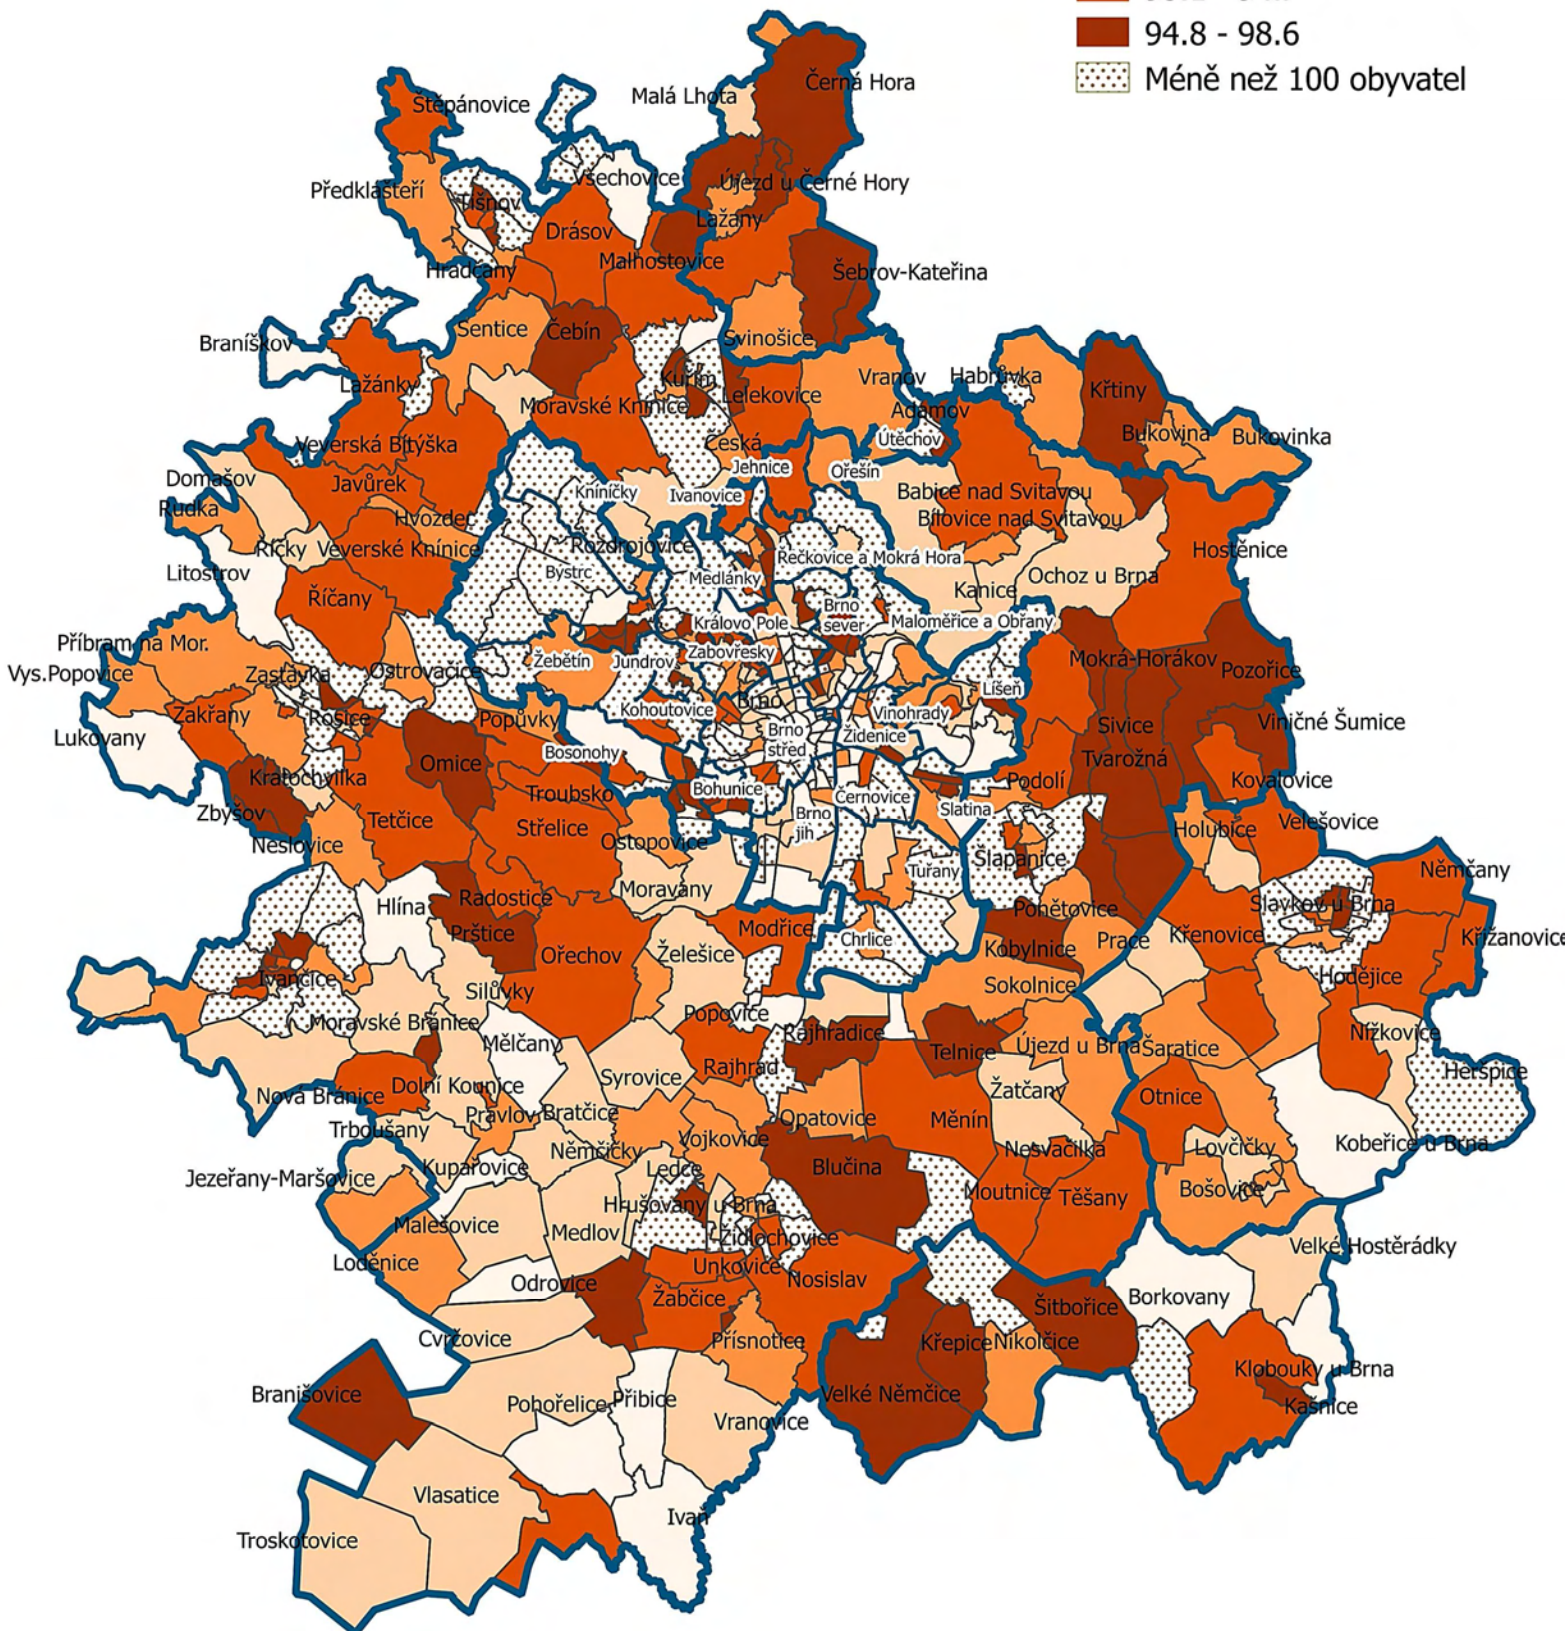 94.8 - 98.6
Méně než 100 obyvatel
Černá Hora
Malá Lhota
Štěpánovice
Všechovice
Újezd u Černé Hory
Předklášteří
Tišnov
Lažany
Drásov
Malhostovice
Hradčany
Šebrov-Kateřina
Sentice
Čebín
Svinošice
Braníškov
Lažánky
Kuřim
Lelekovice
Vranov
Habrůvka
Křtiny
Moravské Knínice
Adamov
Veverská Bítýška
Česká
Útěchov
Bukovina
Bukovinka
Jehnice
Ořešín
Domašov
Javůrek
Kníničky
Ivanovice
Babice nad Svitavou
Rudka
Hvozdec
Bílovice nad Svitavou
Říčky
Veverské Knínice
Rozdrojovice
Řečkovice a Mokrá Hora
Hostěnice
Litostrov
Bystrc
Medlánky
Kanice
Ochoz u Brna
Říčany
Královo Pole
Brno
sever
Maloměřice a Obřany
Příbram na Mor.
Žebětín
Jundrov
Žabovřesky
Mokrá-Horákov
Pozořice
Vys.Popovice
Zastávka
Ostrovačice
Líšeň
Zakřany
Rosice
Popůvky
Kohoutovice
Brno
Vinohrady
Sivice
Viničné Šumice
Lukovany
Bosonohy
Brno
střed
Židenice
Omice
Tvarožná
Kratochvilka
Troubsko
Bohunice
Černovice
Podolí
Kovalovice
Zbýšov
Tetčice
Střelice
Brno
jih
Slatina
Holubice
Velešovice
Neslovice
Ostopovice
Šlapanice
Tuřany
Němčany
Moravany
Hlína
Radostice
Ponětovice
Slavkov u Brna
Prštice
Modřice
Chrlice
Kobylnice
Prace
Křenovice
Křižanovice
Ořechov
Želešice
Ivančice
Silůvky
Sokolnice
Hodějice
Moravské Bránice
Popovice
Rajhradice
Mělčany
Telnice
Újezd u Brna
Šaratice
Nížkovice
Nová Bránice
Dolní Kounice
Syrovice
Rajhrad
Žatčany
Otnice
Heršpice
Pravlov
Bratčice
Opatovice
Měnín
Trboušany
Němčičky
Vojkovice
Nesvačilka
Lovčičky
Kobeřice u Brna
Jezeřany-Maršovice
Kupařovice
Ledce
Blučina
Moutnice
Těšany
Bošovice
Malešovice
Hrušovany u Brna
Medlov
Židlochovice
Velké Hostěrádky
Loděnice
Odrovice
Unkovice
Nosislav
Žabčice
Šitbořice
Borkovany
Cvrčovice
Přísnotice
Křepice
Nikolčice
Klobouky u Brna
Branišovice
Pohořelice
Přibice
Velké Němčice
Kašnice
Vranovice
Vlasatice
Ivaň
Troskotovice